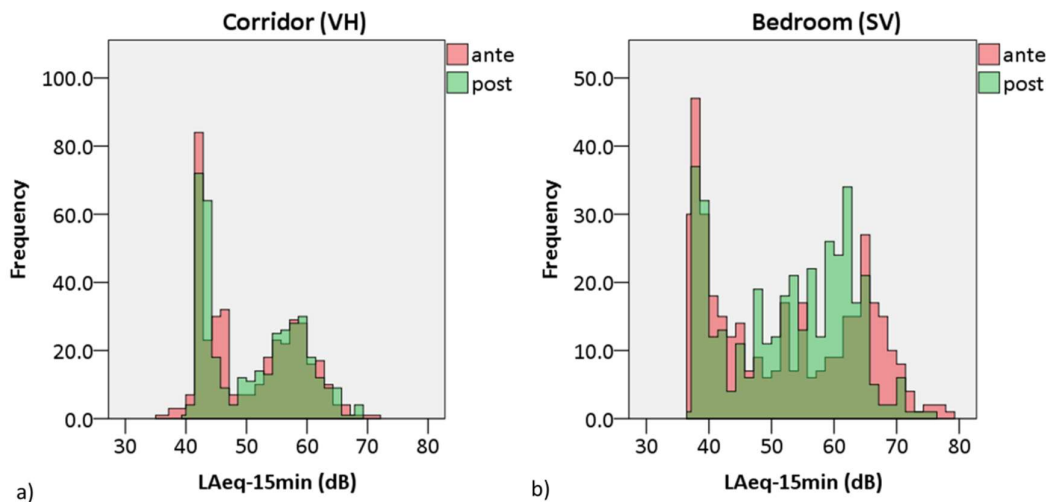 Corridor (VH)
ante
post
100.0
80.0
60.0
40.0
20.0
0.0
Frequency
30 40 50 60 70 80
LAeq-15min (dB)
a)
Bedroom (SV)
ante
post
50.0
40.0
30.0
20.0
10.0
0.0
Frequency
30 40 50 60 70 80
LAeq-15min (dB)
b)